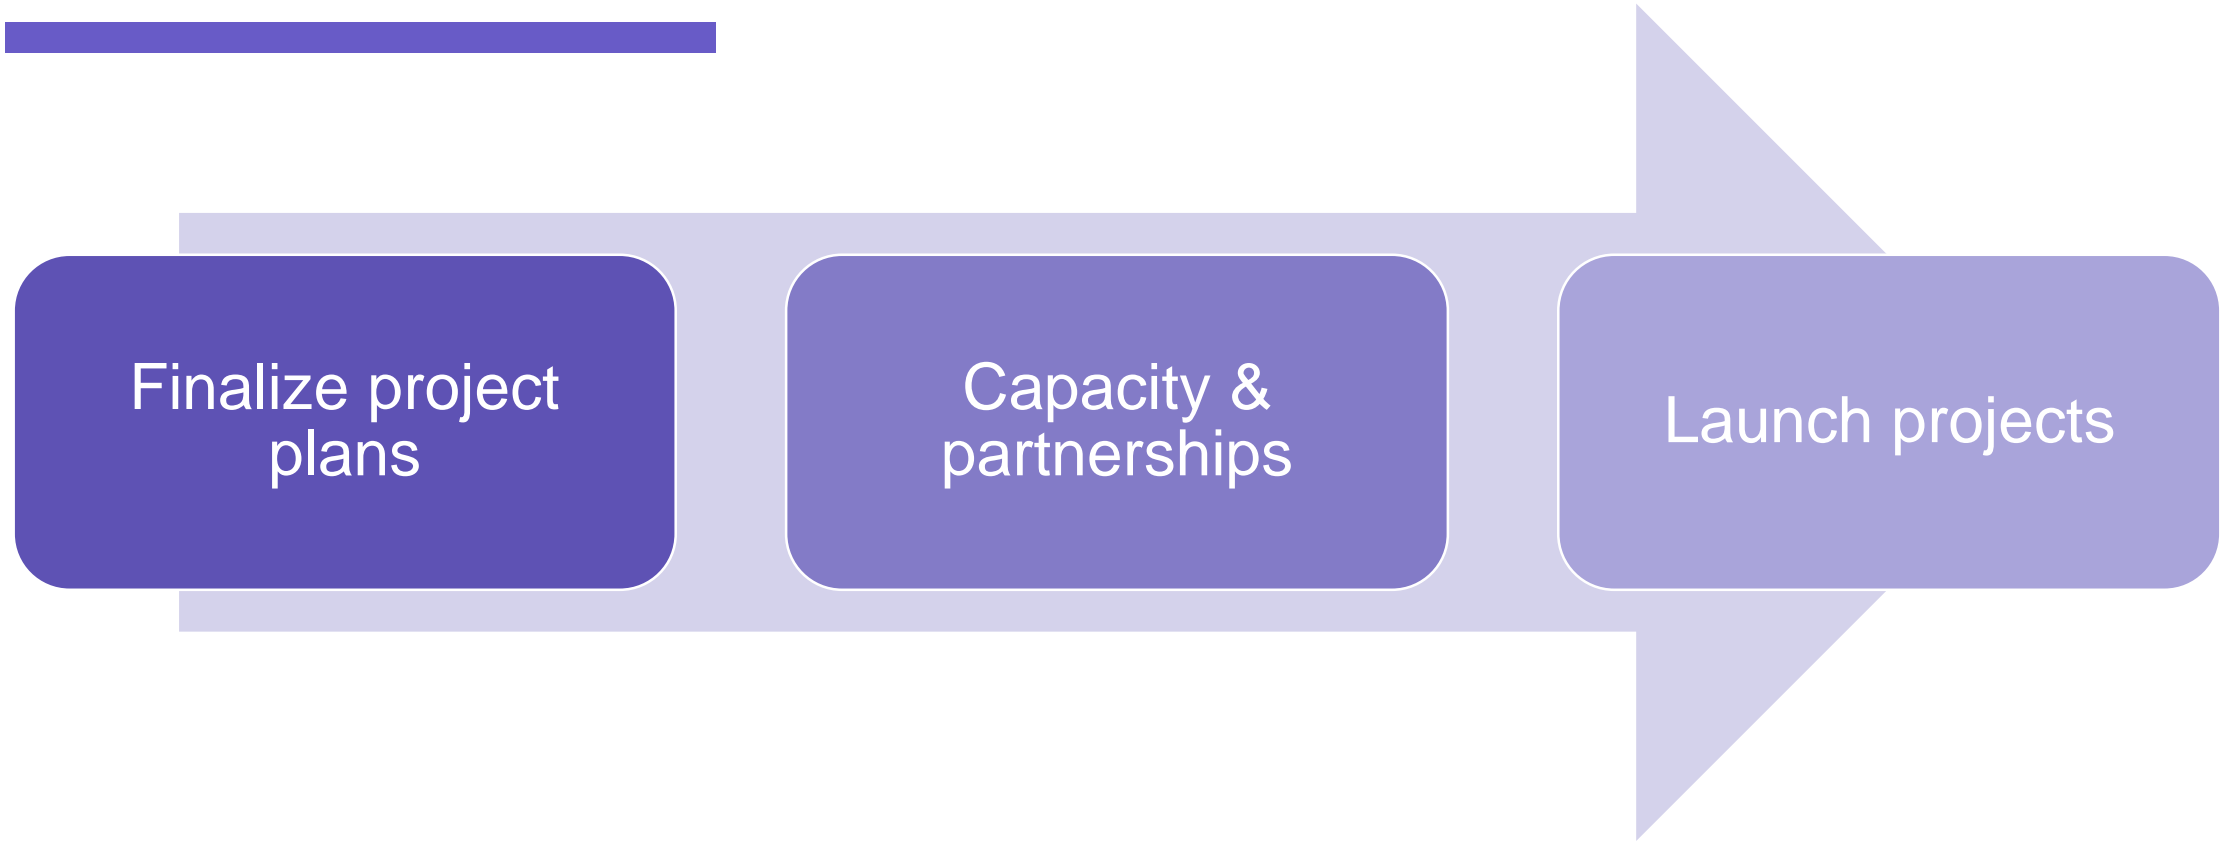 Finalize project
plans
Capacity &
partnerships
Launch projects